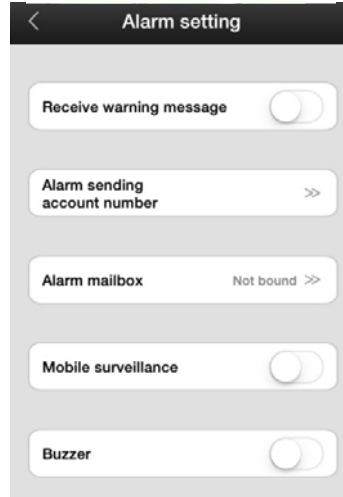 Alarm setting
Receive warning message
Alarm sending
account number
Alarm mailbox Not bound
Mobile surveillance
Buzzer